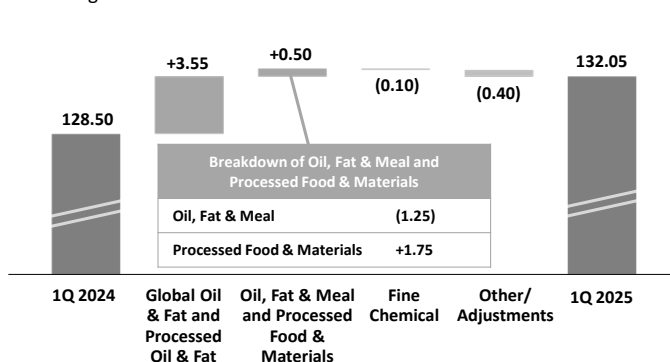 +3.55
+0.50
132.05
(0.10)
(0.40)
128.50
Breakdown of Oil, Fat & Meal and
Processed Food & Materials
Oil, Fat & Meal (1.25)
Processed Food & Materials +1.75
1Q 2024
Global Oil
& Fat and
Processed
Oil & Fat
Oil, Fat & Meal
and Processed
Food &
Materials
Fine
Chemical
Other/
Adjustments
1Q 2025